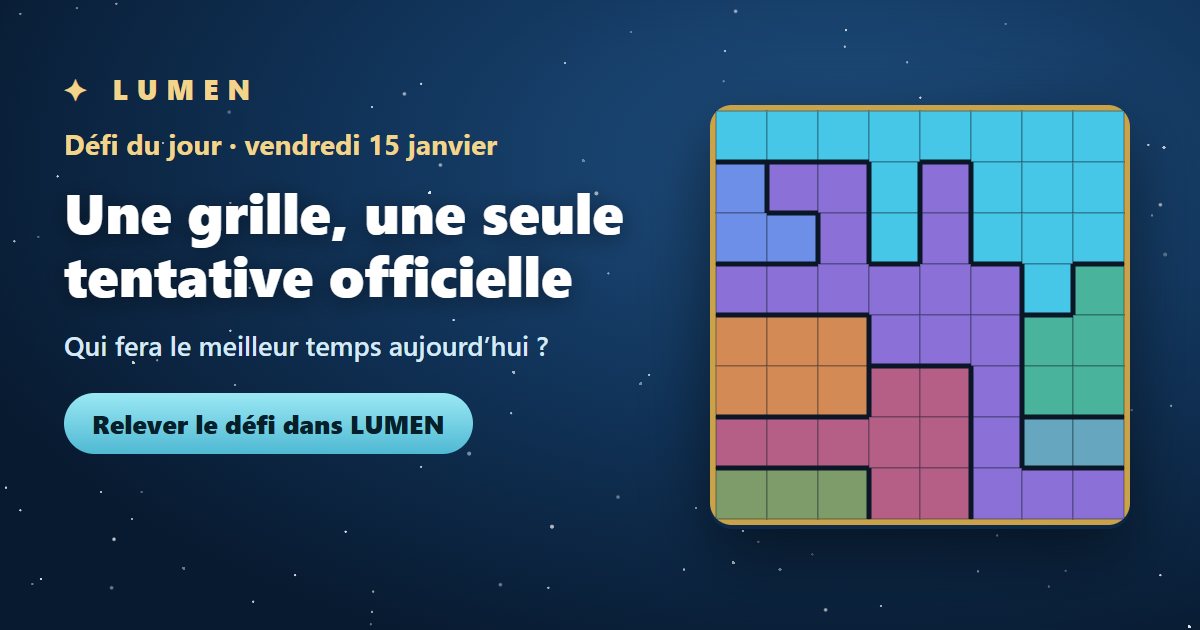 ✦ LUMEN
Défi du jour · vendredi 15 janvier
Une grille, une seule
tentative officielle
Qui fera le meilleur temps aujourd’hui ?
Relever le défi dans LUMEN